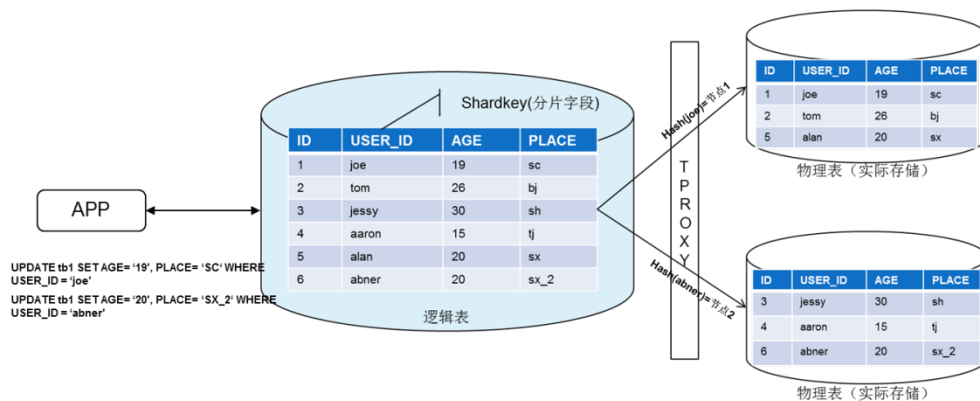 Shardkey(分片字段)
ID USER_ID AGE PLACE
1 joe 19 sc
2 tom 26 bj
3 jessy 30 sh
4 aaron 15 tj
5 alan 20 sx
6 abner 20 sx_2
逻辑表
APP
UPDATE tb1 SET AGE= ‘19’, PLACE= ‘SC‘ WHERE
USER_ID = ‘joe’
UPDATE tb1 SET AGE= ‘20’, PLACE= ‘SX_2‘ WHERE
USER_ID = ‘abner’
TPROXY
Hash(joe)=节点1
Hash(abner)=节点2
ID USER_ID AGE PLACE
1 joe 19 sc
2 tom 26 bj
5 alan 20 sx
物理表（实际存储）
3 jessy 30 sh
4 aaron 15 tj
6 abner 20 sx_2
ID USER_ID AGE PLACE
物理表（实际存储）